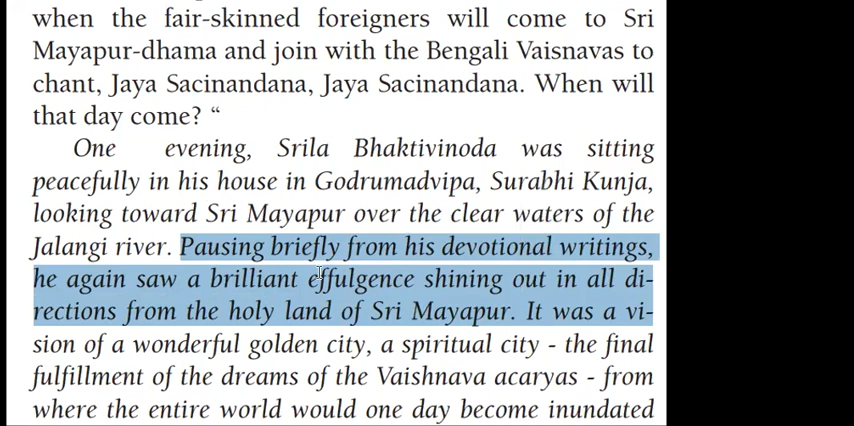 when the fair-skinned foreigners will come to Sri
Mayapur-dhama and join with the Bengali Vaisnavas to
chant, Jaya Sacinandana, Jaya Sacinandana. When will
that day come? “
One evening, Srila Bhaktivinoda was sitting
peacefully in his house in Godrumadvipa, Surabhi Kunja,
looking toward Sri Mayapur over the clear waters of the
Jalangi river. Pausing briefly from his devotional writings,
he again saw a brilliant effulgence shining out in all di-
rections from the holy land of Sri Mayapur. It was a vi-
sion of a wonderful golden city, a spiritual city - the final
fulfillment of the dreams of the Vaishnava acaryas - from
where the entire world would one day become inundated